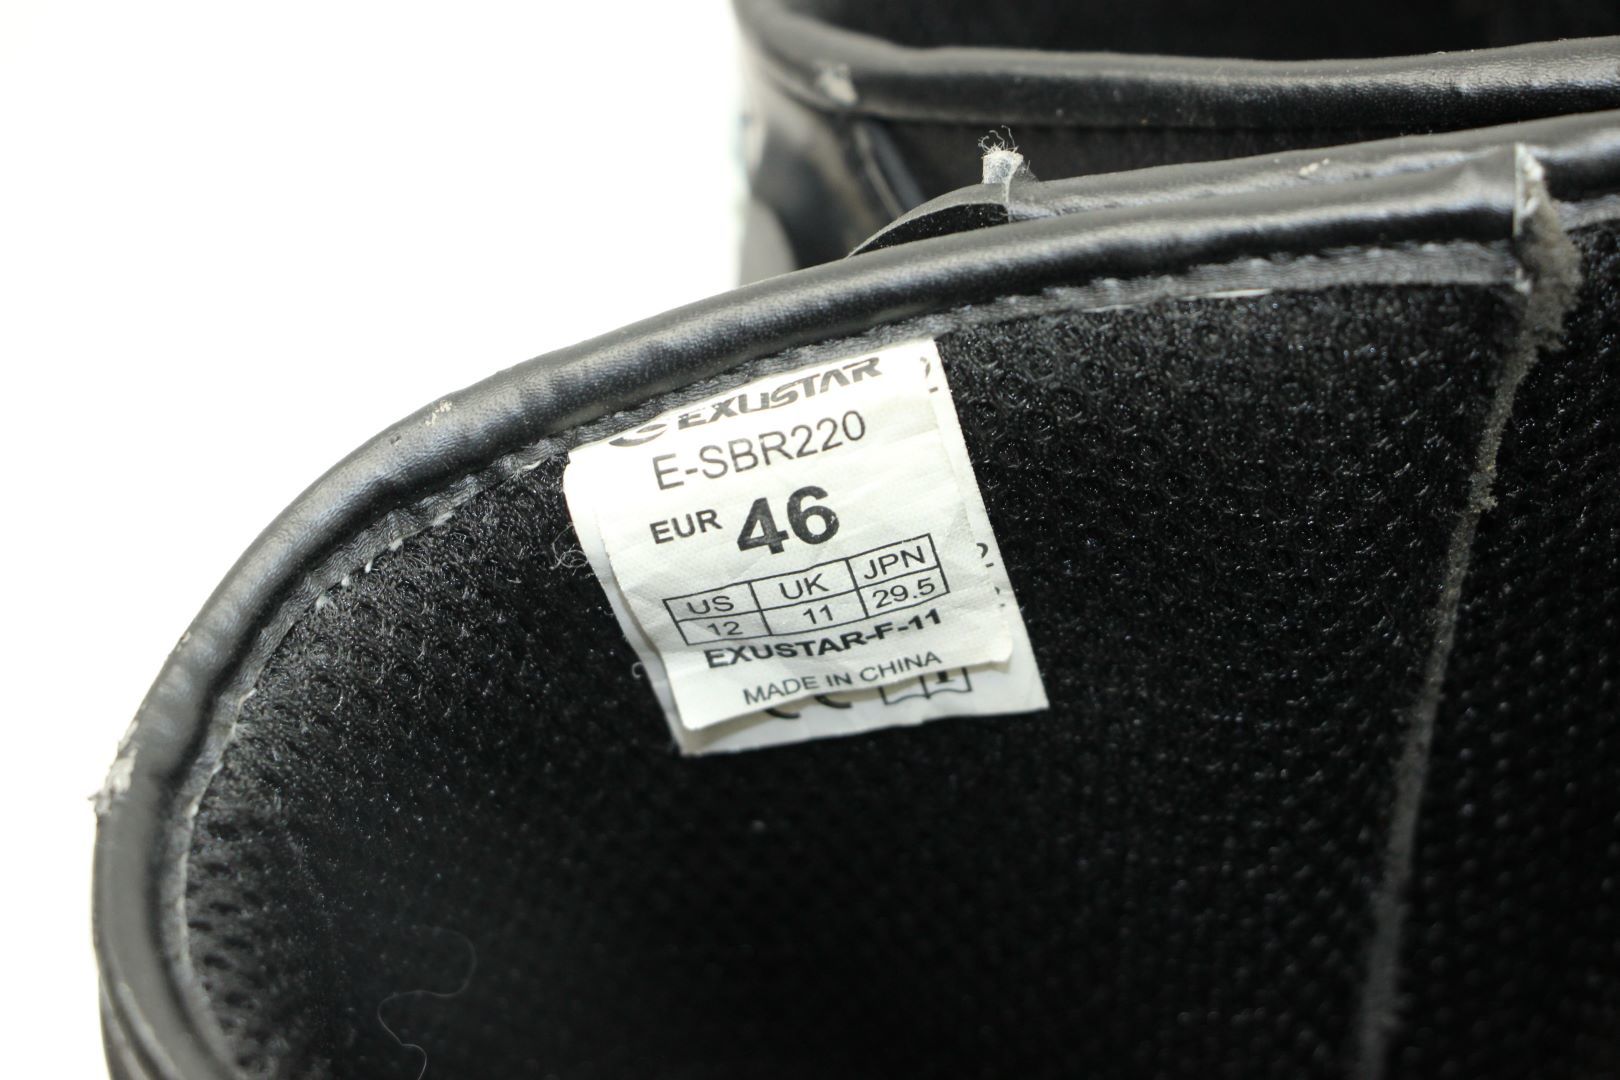 EXUSTAR
E-SBR220
EUR 46
US UK JPN
12 11 29.5
EXUSTAR-F-11
MADE IN CHINA